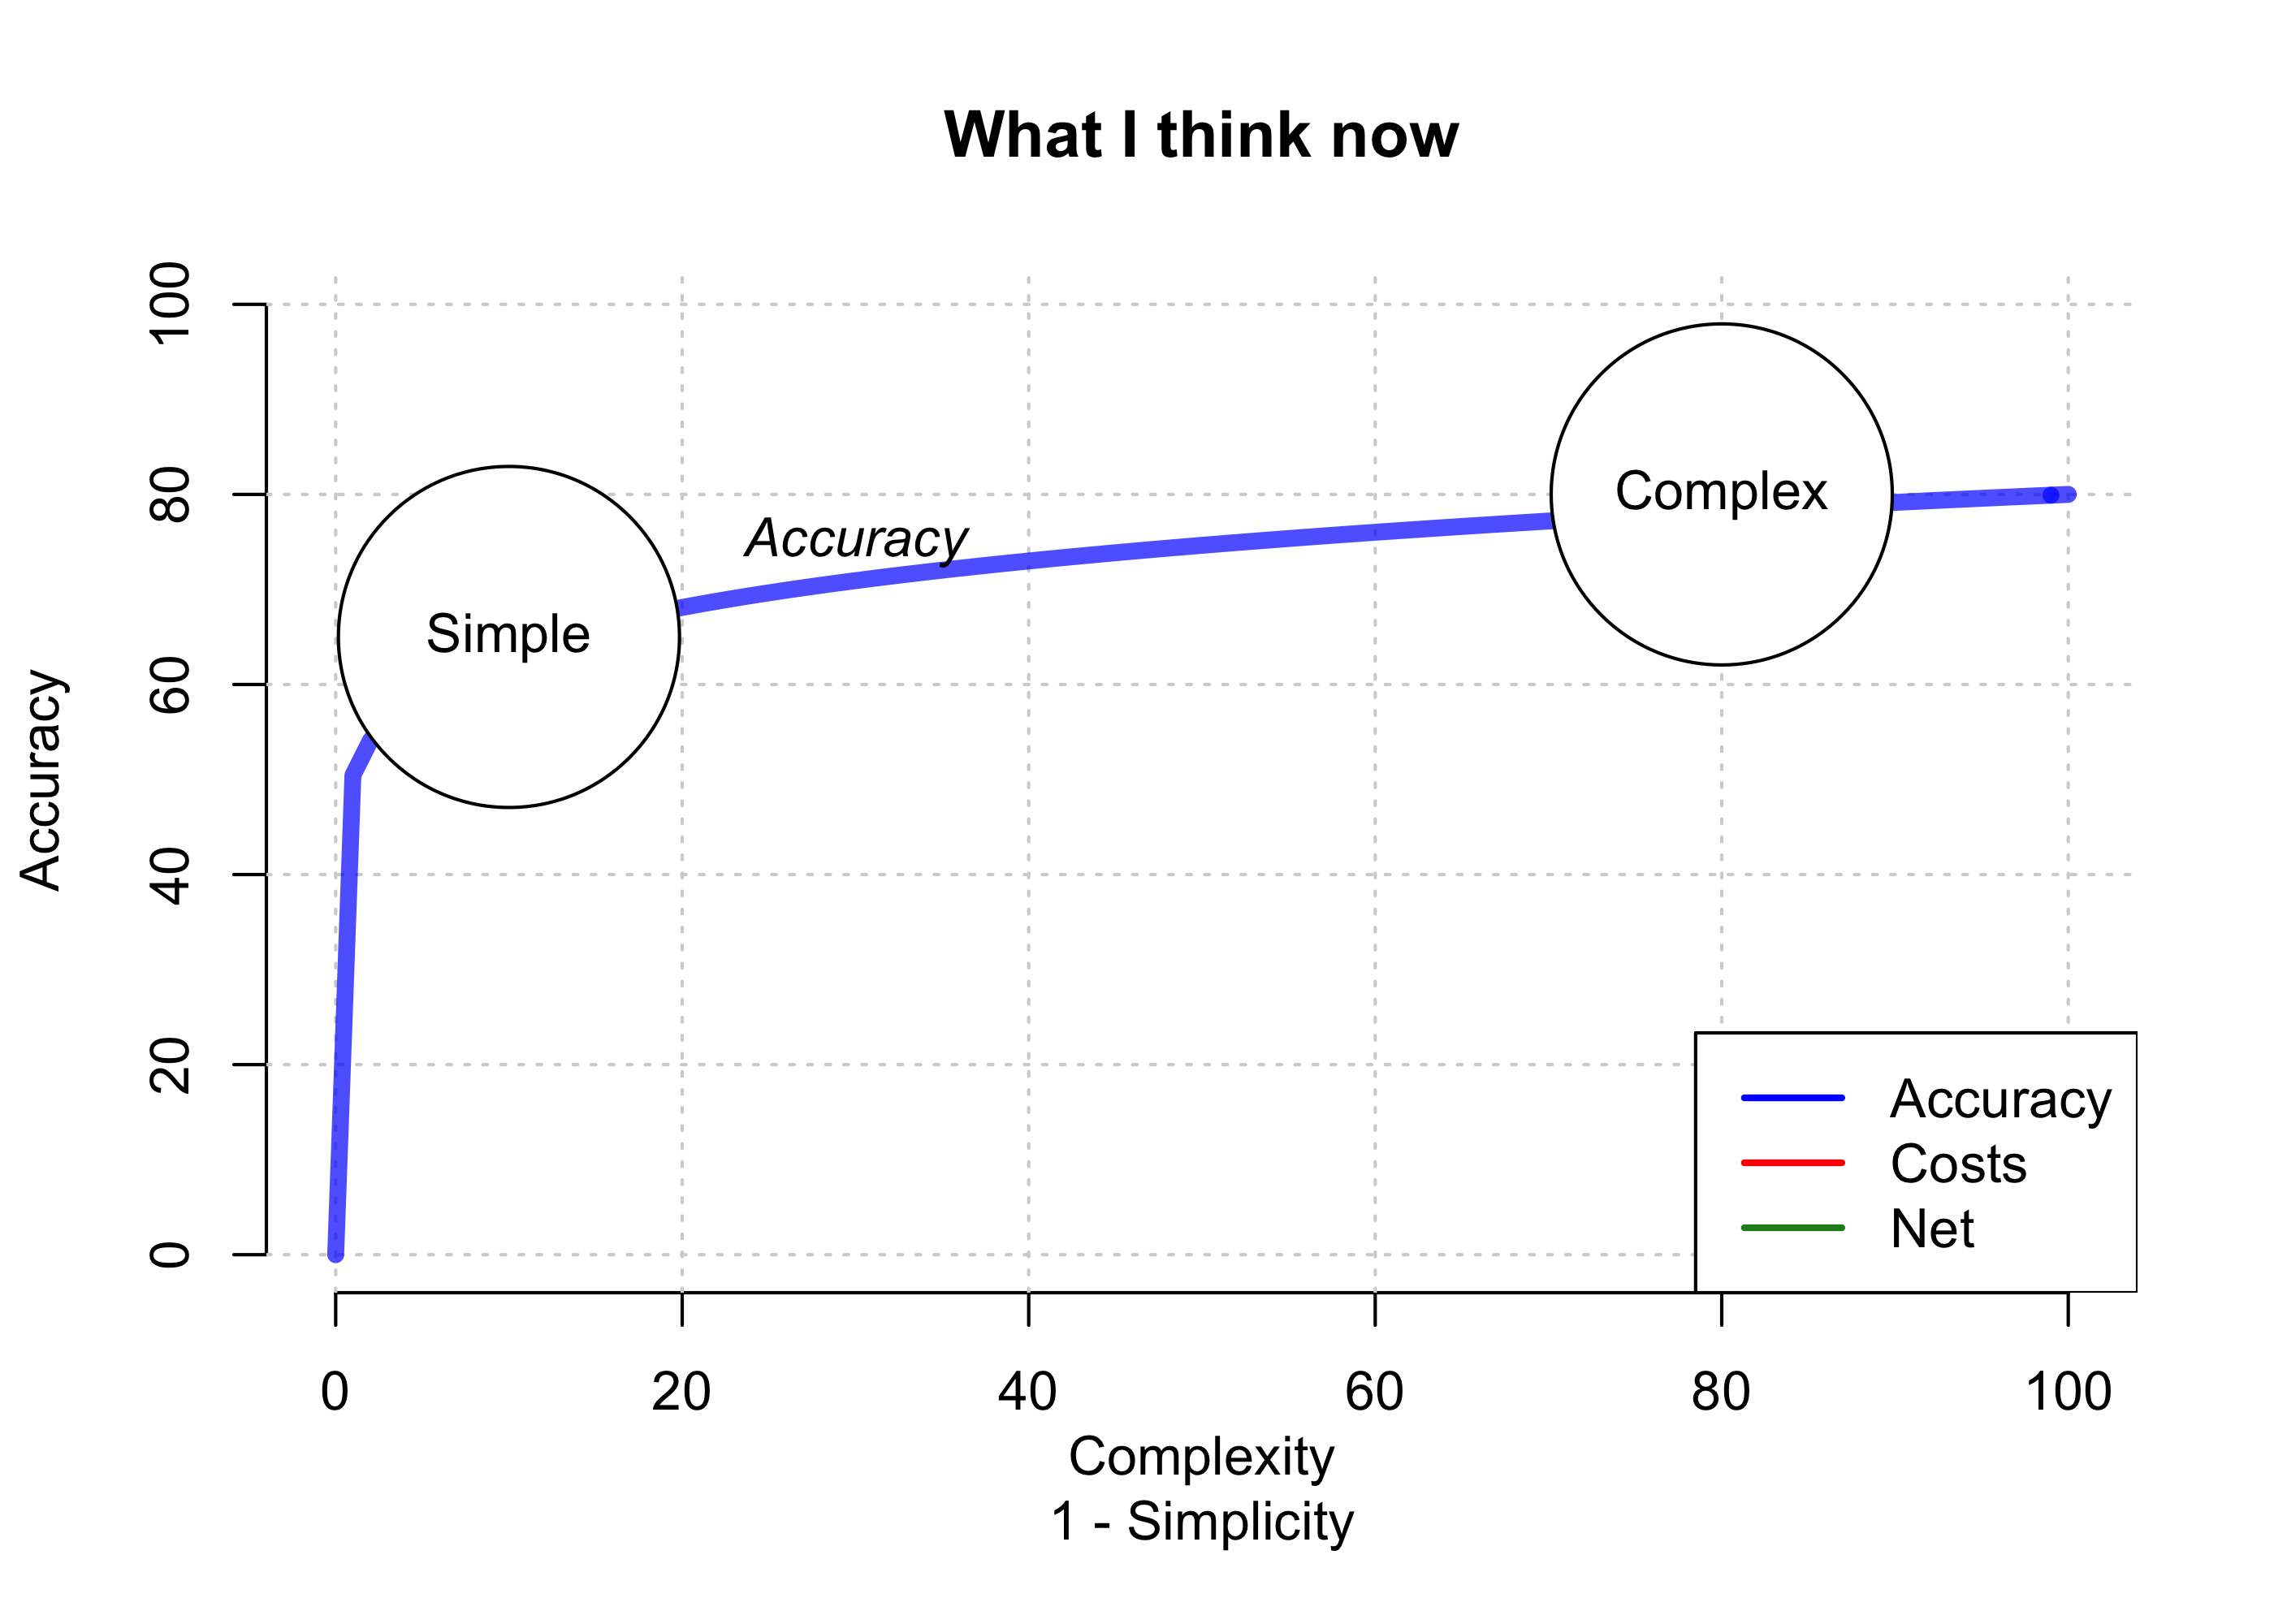 What I think now
Accuracy
100
80
60
40
20
0
Simple
Accuracy
Complex
Accuracy
Costs
Net
0 20 40 60 80 100
Complexity
1 - Simplicity